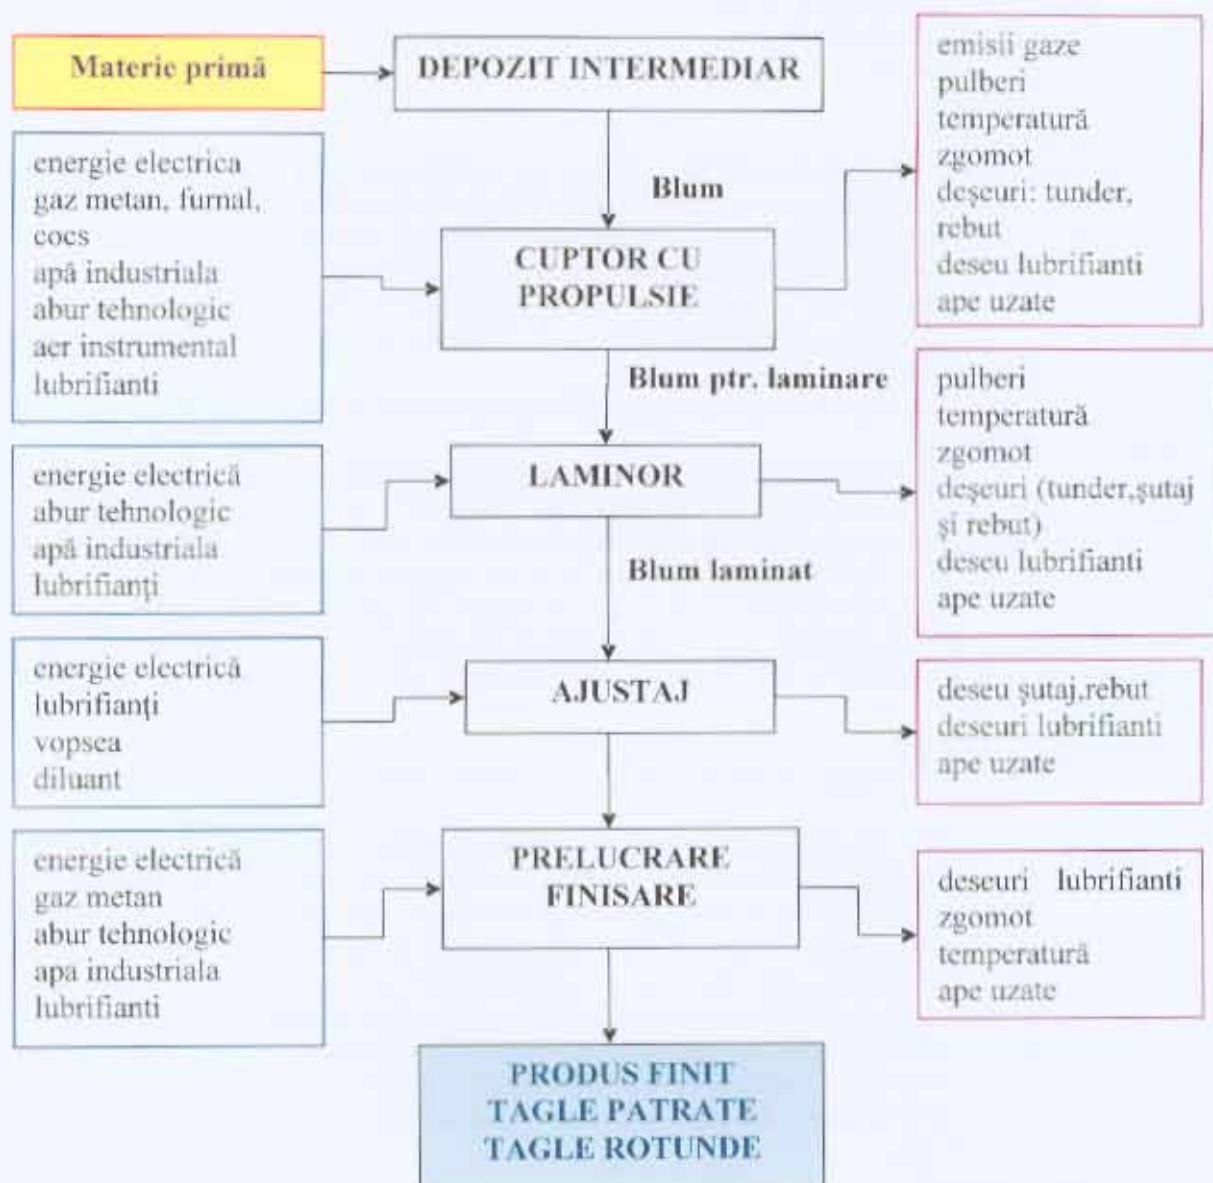 Materie primă
DEPOZIT INTERMEDIAR
emisii gaze
pulberi
temperatură
zgomot
deşeuri: tunder,
rebut
deseu lubrifianti
ape uzate
energie electrica
gaz metan, furnal,
cocs
apă industriala
abur tehnologic
aer instrumental
lubrifianti
Blum
CUPTOR CU
PROPULSIE
Blum ptr. laminare
pulberi
temperatură
zgomot
deşeuri (tunder,şutaj
şi rebut)
deseu lubrifianti
ape uzate
energie electrică
abur tehnologic
apă industriala
lubrifianţi
LAMINOR
Blum laminat
energie electrică
lubrifianţi
vopsea
diluant
AJUSTAJ
deseu şutaj,rebut
deseuri lubrifianti
ape uzate
energie electrică
gaz metan
abur tehnologic
apa industriala
lubrifianti
PRELUCRARE
FINISARE
deseuri lubrifianti
zgomot
temperatură
ape uzate
PRODUS FINIT
TAGLE PATRATE
TAGLE ROTUNDE